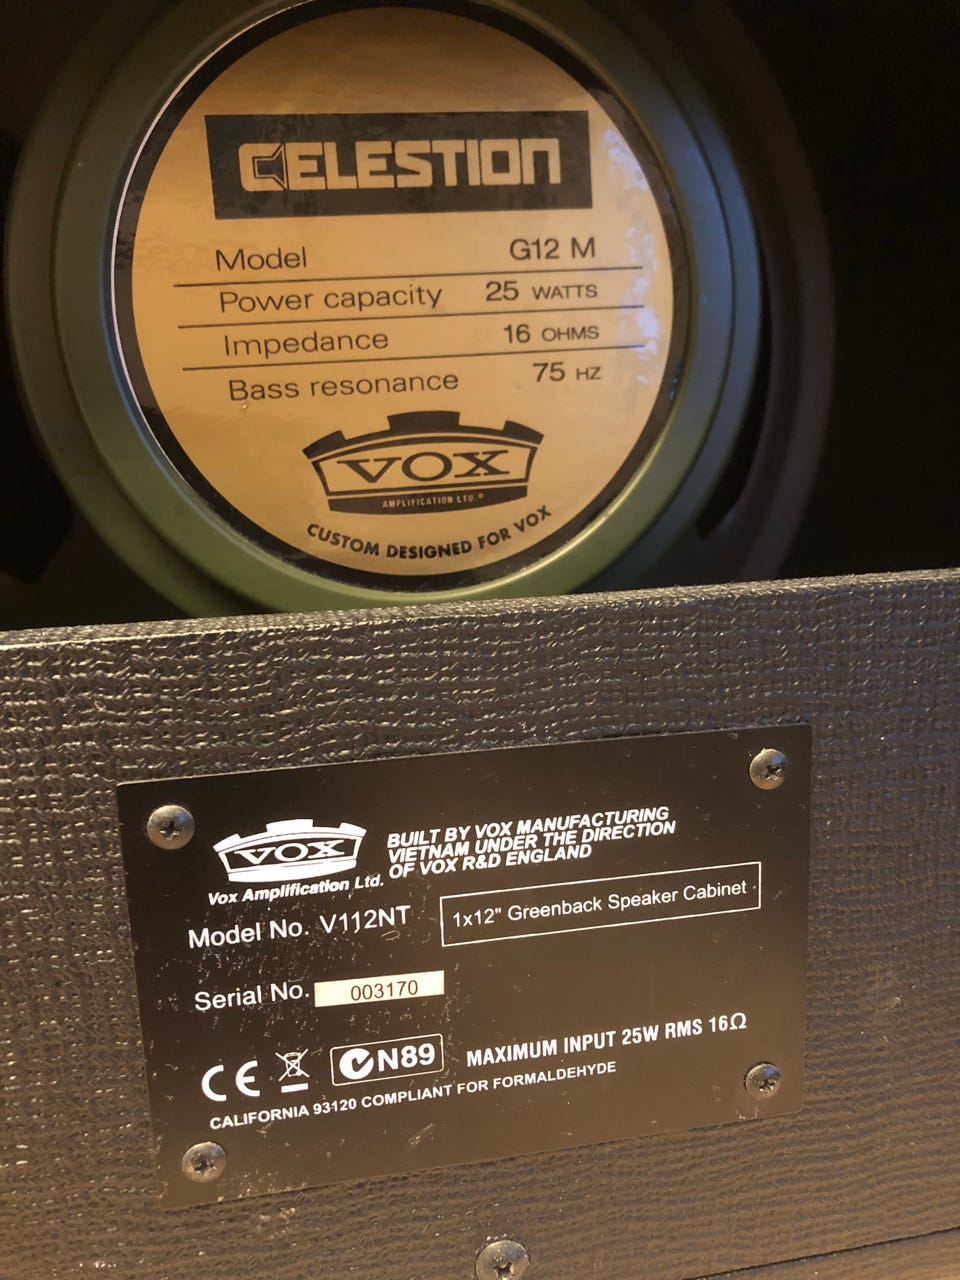 CELESTION
Model G12 M
Power capacity 25 WATTS
Impedance 16 OHMS
Bass resonance 75 HZ
VOX
AMPLIFICATION LTD.®
CUSTOM DESIGNED FOR VOX
VOX
Vox Amplification Ltd.
BUILT BY VOX MANUFACTURING
VIETNAM UNDER THE DIRECTION
OF VOX R&D ENGLAND
Model No. V112NT
1x12" Greenback Speaker Cabinet
Serial No. 003170
CE
N89
MAXIMUM INPUT 25W RMS 16Ω
CALIFORNIA 93120 COMPLIANT FOR FORMALDEHYDE